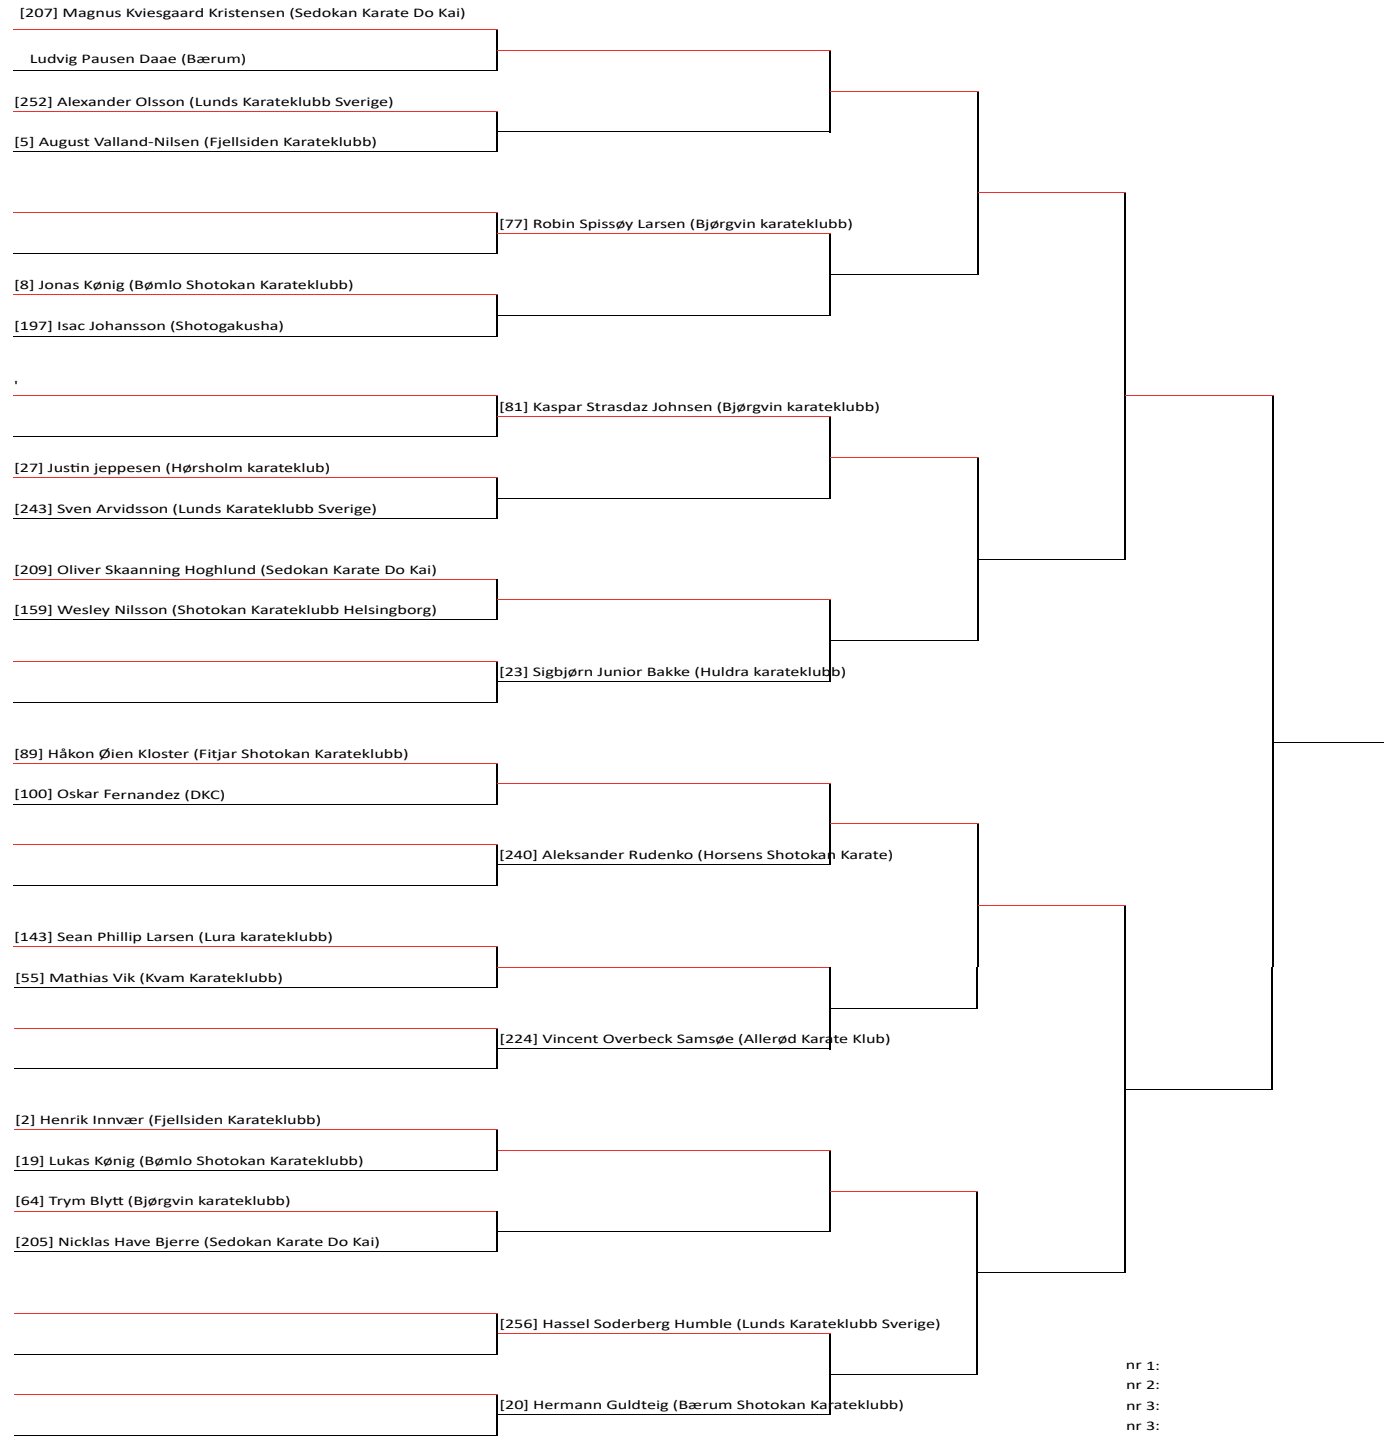 [207] Magnus Kviesgaard Kristensen (Sedokan Karate Do Kai)
Ludvig Pausen Daae (Bærum)
[252] Alexander Olsson (Lunds Karateklubb Sverige)
[5] August Valland-Nilsen (Fjellsiden Karateklubb)
[77] Robin Spissøy Larsen (Bjørgvin karateklubb)
[8] Jonas Kønig (Bømlo Shotokan Karateklubb)
[197] Isac Johansson (Shotogakusha)
'
[81] Kaspar Strasdaz Johnsen (Bjørgvin karateklubb)
[27] Justin jeppesen (Hørsholm karateklub)
[243] Sven Arvidsson (Lunds Karateklubb Sverige)
[209] Oliver Skaanning Hoghlund (Sedokan Karate Do Kai)
[159] Wesley Nilsson (Shotokan Karateklubb Helsingborg)
[23] Sigbjørn Junior Bakke (Huldra karateklubb)
[89] Håkon Øien Kloster (Fitjar Shotokan Karateklubb)
[100] Oskar Fernandez (DKC)
[240] Aleksander Rudenko (Horsens Shotokan Karate)
[143] Sean Phillip Larsen (Lura karateklubb)
[55] Mathias Vik (Kvam Karateklubb)
[224] Vincent Overbeck Samsøe (Allerød Karate Klub)
[2] Henrik Innvær (Fjellsiden Karateklubb)
[19] Lukas Kønig (Bømlo Shotokan Karateklubb)
[64] Trym Blytt (Bjørgvin karateklubb)
[205] Nicklas Have Bjerre (Sedokan Karate Do Kai)
[256] Hassel Soderberg Humble (Lunds Karateklubb Sverige)
[20] Hermann Guldteig (Bærum Shotokan Karateklubb)
nr 1:
nr 2:
nr 3:
nr 3: